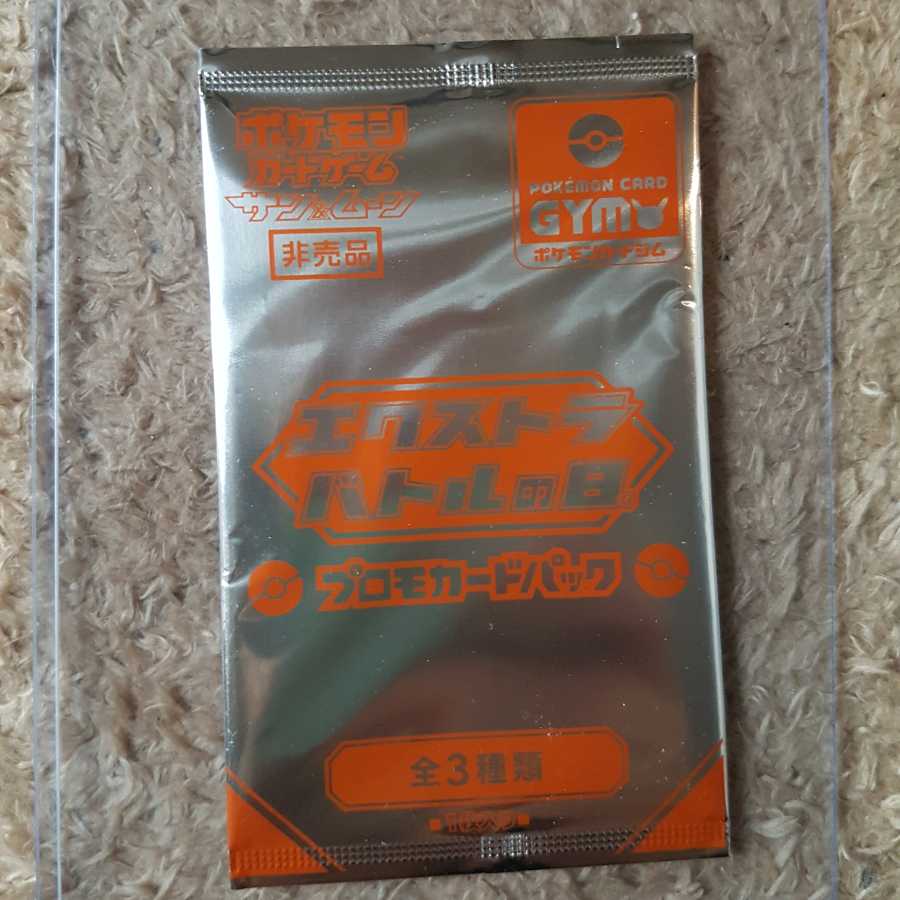 ポケモン
カードゲーム
サン&ムーン
非売品
POKÉMON CARD
GYM
ポケモンカードジム
エクストラ
バトルの日
プロモカードパック
全3種類